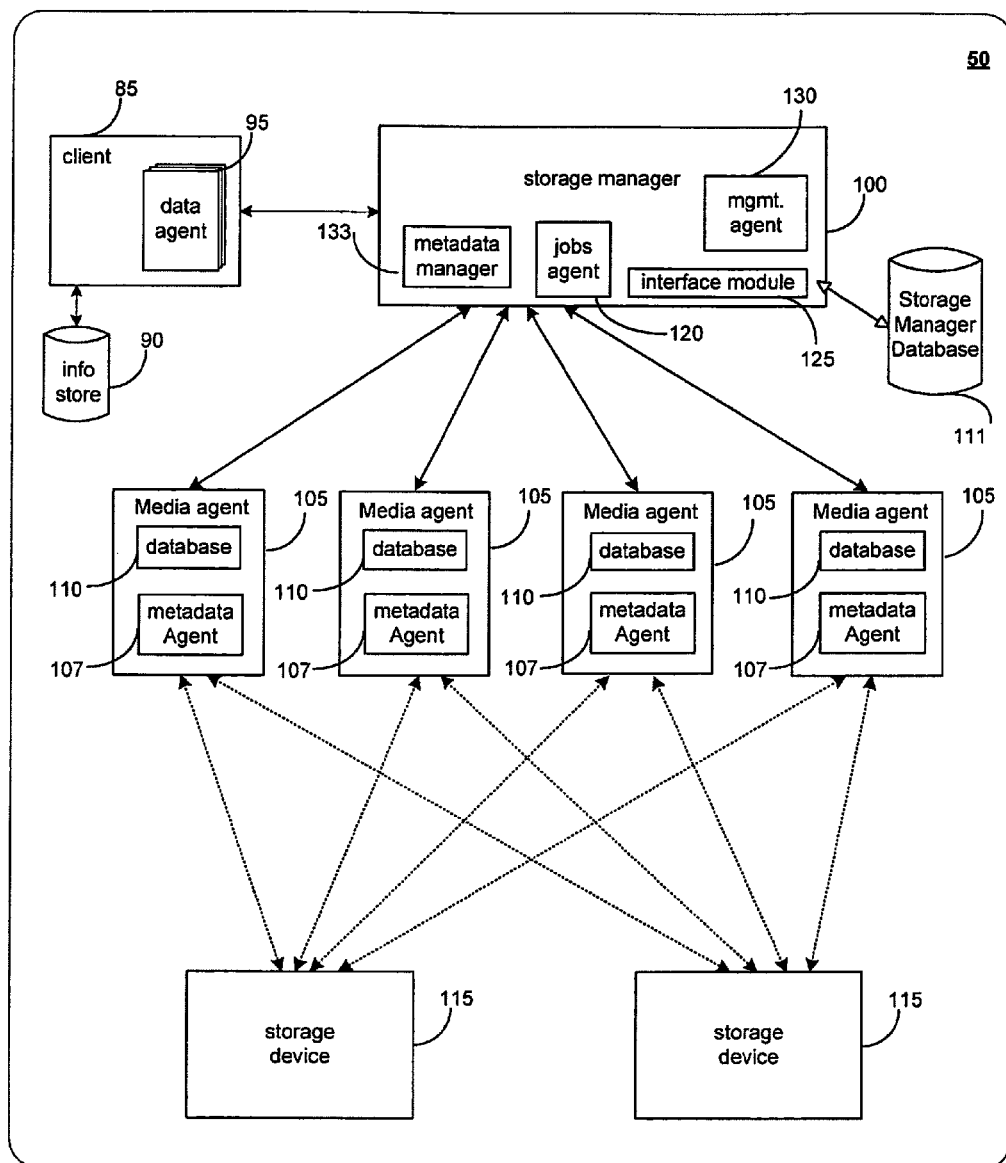 50
85
client
95
data
agent
90
info
store
storage manager
130
mgmt.
agent
100
133
metadata
manager
jobs
agent
120
interface module
125
Storage
Manager
Database
111
Media agent
105
database
110
metadata
Agent
107
Media agent
105
database
110
metadata
Agent
107
Media agent
105
database
110
metadata
Agent
107
Media agent
105
database
110
metadata
Agent
107
storage
device
115
storage
device
115